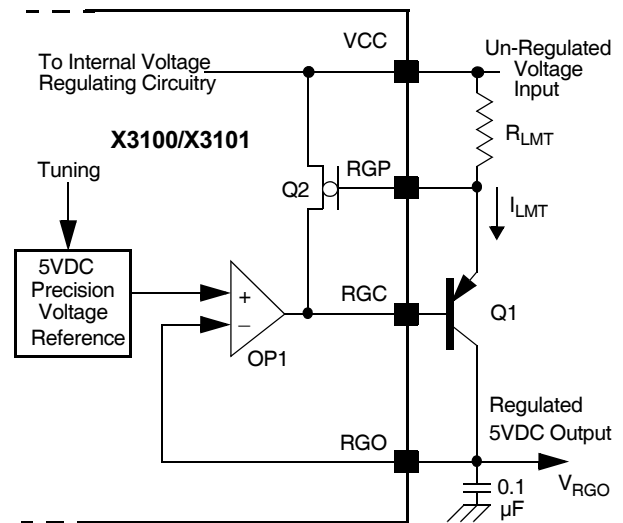 VCC
To Internal Voltage
Regulating Circuitry
Un-Regulated
Voltage
Input
X3100/X3101
RLMT
RGP
Tuning
Q2
ILMT
5VDC
Precision
Voltage
Reference
+
−
OP1
RGC
Q1
Regulated
5VDC Output
RGO
VRGO
0.1
µF